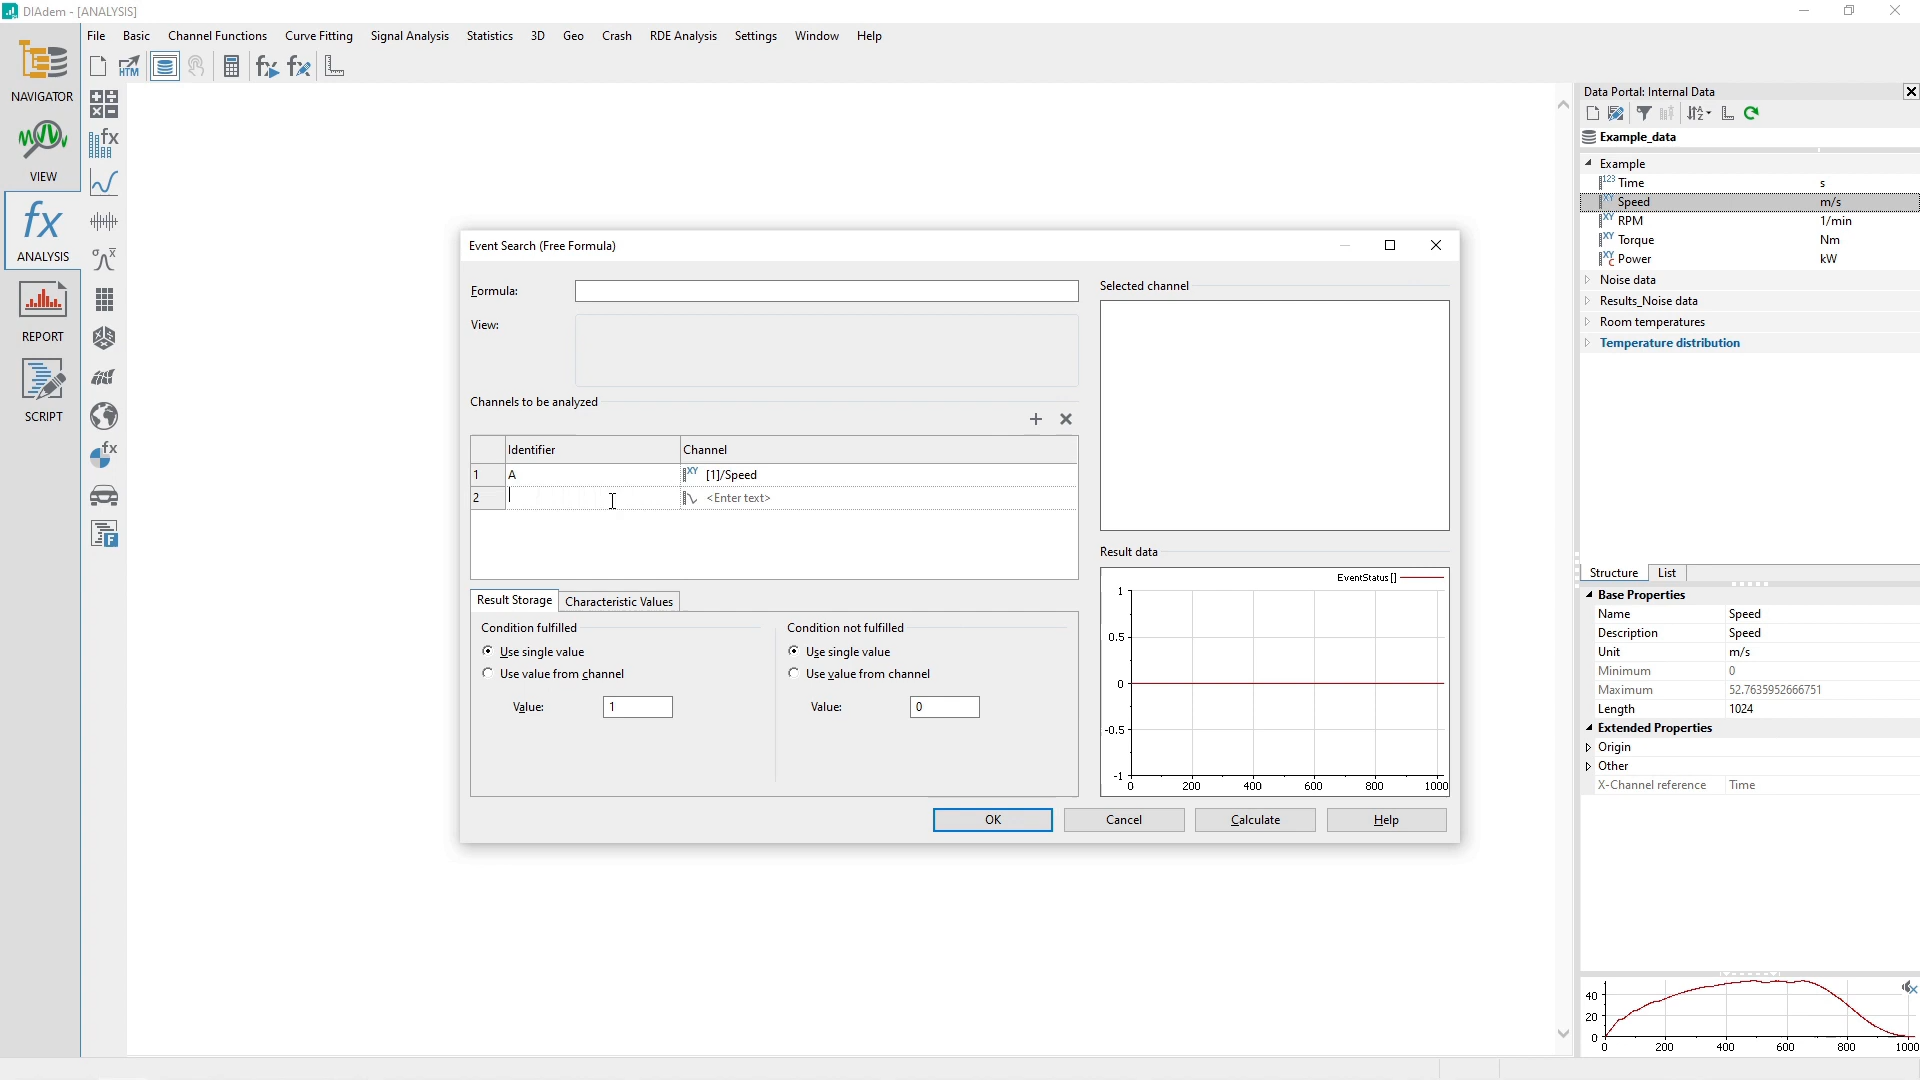 DIAdem - [ANALYSIS]
File Basic Channel Functions Curve Fitting Signal Analysis Statistics 3D Geo Crash RDE Analysis Settings Window Help
HTM
NAVIGATOR
VIEW
ANALYSIS
REPORT
SCRIPT
Event Search (Free Formula)
Formula:
View:
Channels to be analyzed
Identifier Channel
1 A [1]/Speed
2 <Enter text>
Result Storage Characteristic Values
Condition fulfilled
Use single value
Use value from channel
Value: 1
Condition not fulfilled
Use single value
Use value from channel
Value: 0
Selected channel
Result data
EventStatus []
1
0.5
0
-0.5
-1
0 200 400 600 800 1000
OK Cancel Calculate Help
Data Portal: Internal Data
Example_data
Example
Time s
Speed m/s
RPM 1/min
Torque Nm
Power kW
Noise data
Results_Noise data
Room temperatures
Temperature distribution
Structure List
Base Properties
Name Speed
Description Speed
Unit m/s
Minimum 0
Maximum 52.7635952666751
Length 1024
Extended Properties
Origin
Other
X-Channel reference Time
40
20
0
0 200 400 600 800 1000